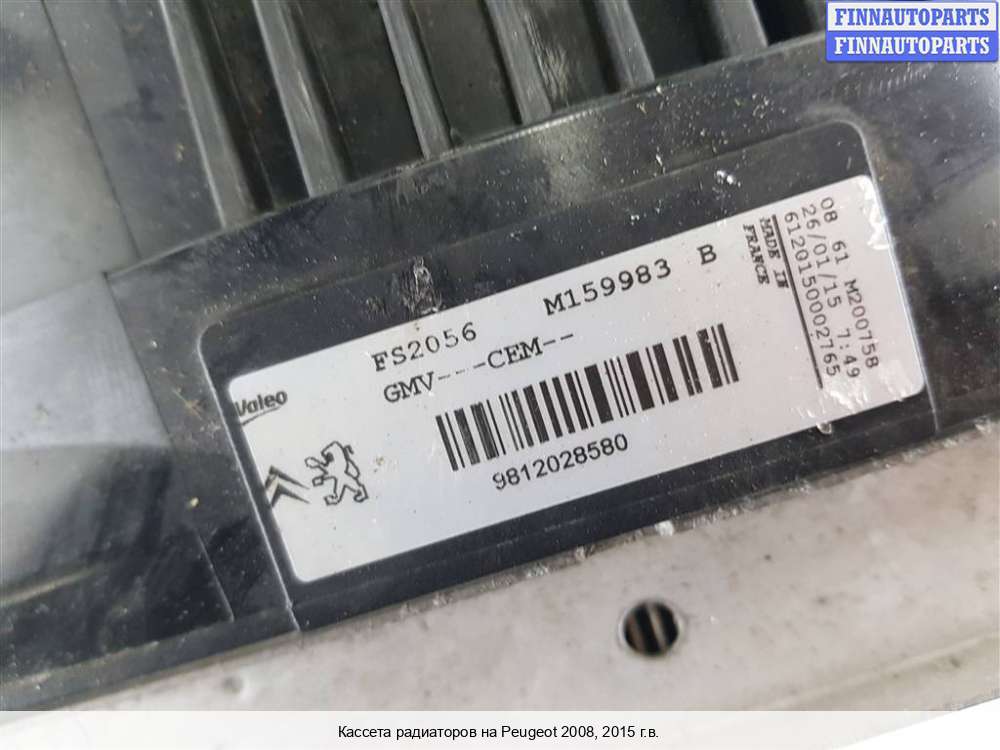 FINNAUTOPARTS
FINNAUTOPARTS
FS2056 M159983 B
GMV---CEM--
Valeo
9812028580
MADE IN
FRANCE
08 61 M200758
26/01/15 7:49
6120150002765
Кассета радиаторов на Peugeot 2008, 2015 г.в.